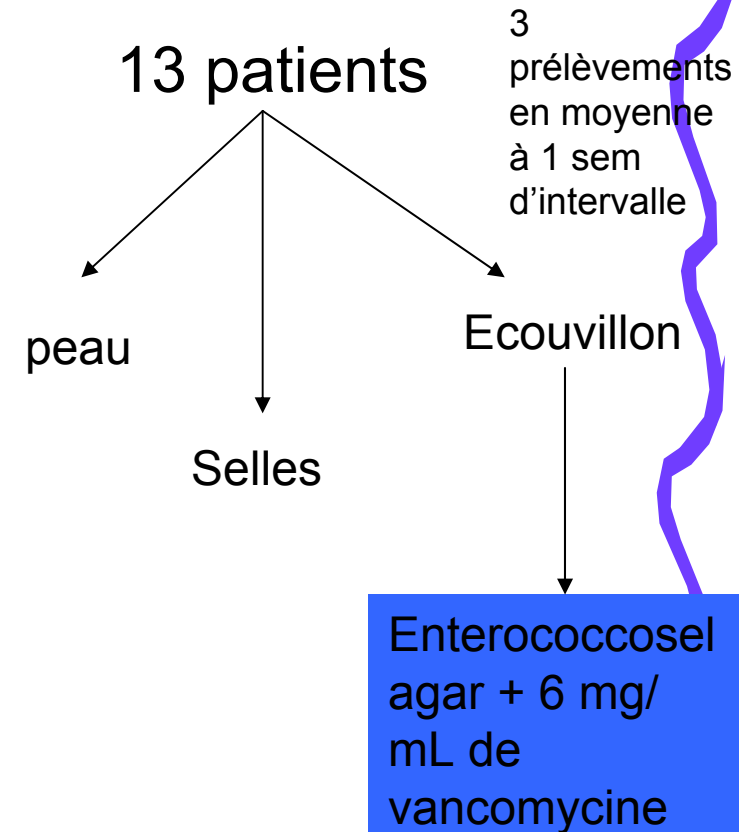 13 patients
3
prélèvements
en moyenne
à 1 sem
d'intervalle
peau
Selles
Ecouvillon
Enterococcosel
agar + 6 mg/
mL de
vancomycine